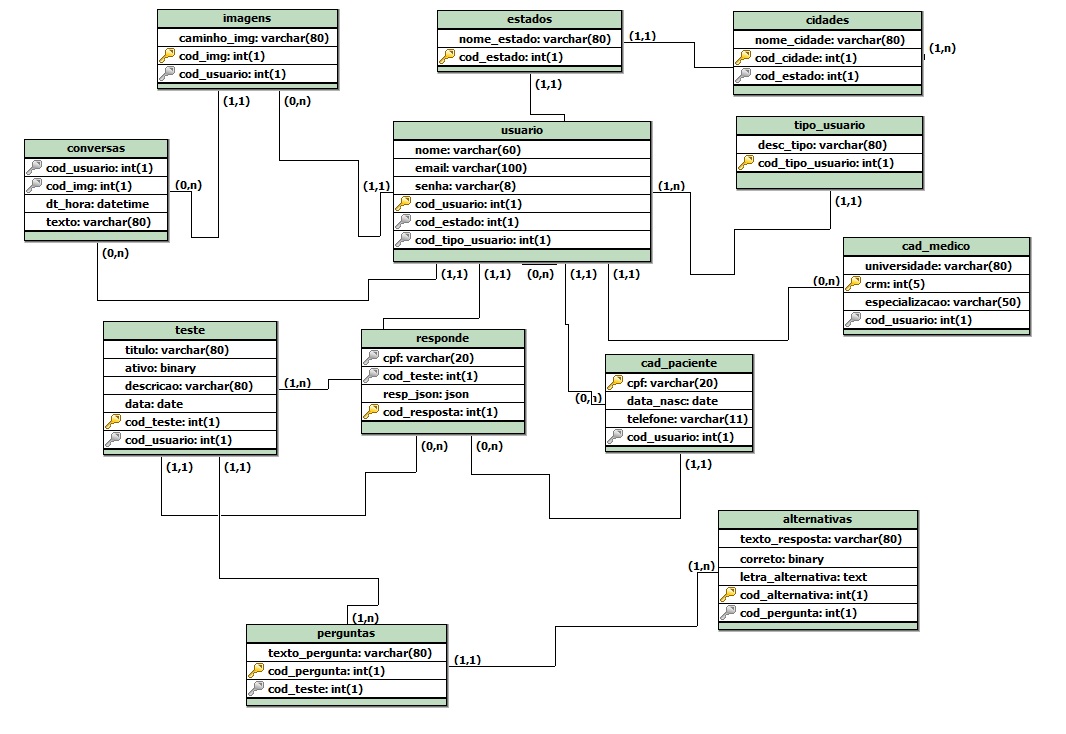 imagens
caminho_img: varchar(80)
cod_img: int(1)
cod_usuario: int(1)
(1,1)
(0,n)
estados
nome_estado: varchar(80)
cod_estado: int(1)
(1,1)
(1,1)
cidades
nome_cidade: varchar(80)
cod_cidade: int(1)
cod_estado: int(1)
(1,n)
conversas
cod_usuario: int(1)
cod_img: int(1)
dt_hora: datetime
texto: varchar(80)
(0,n)
(0,n)
usuario
nome: varchar(60)
email: varchar(100)
senha: varchar(8)
cod_usuario: int(1)
cod_estado: int(1)
cod_tipo_usuario: int(1)
(1,1)
(1,n)
(1,1)
(1,1)
(0,n)
(1,1)
(1,1)
tipo_usuario
desc_tipo: varchar(80)
cod_tipo_usuario: int(1)
(1,1)
cad_medico
universidade: varchar(80)
crm: int(5)
especializacao: varchar(50)
cod_usuario: int(1)
(0,n)
teste
titulo: varchar(80)
ativo: binary
descricao: varchar(80)
data: date
cod_teste: int(1)
cod_usuario: int(1)
(1,n)
(1,1)
(1,1)
responde
cpf: varchar(20)
cod_teste: int(1)
resp_json: json
cod_resposta: int(1)
(0,n)
(0,n)
cad_paciente
cpf: varchar(20)
data_nasc: date
telefone: varchar(11)
cod_usuario: int(1)
(1,1)
alternativas
texto_resposta: varchar(80)
correto: binary
letra_alternativa: text
cod_alternativa: int(1)
cod_pergunta: int(1)
(1,n)
(1,n)
perguntas
texto_pergunta: varchar(80)
cod_pergunta: int(1)
cod_teste: int(1)
(1,1)